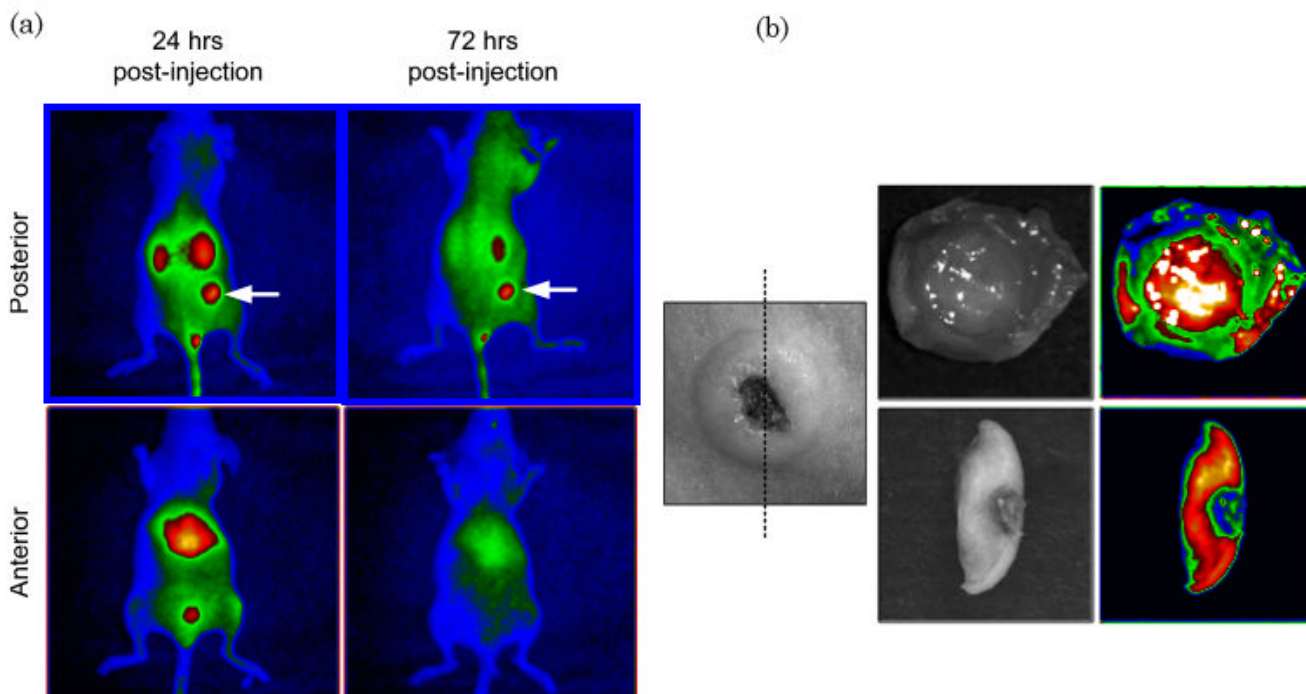 (a)
24 hrs
post-injection
72 hrs
post-injection
(b)
Posterior
Anterior